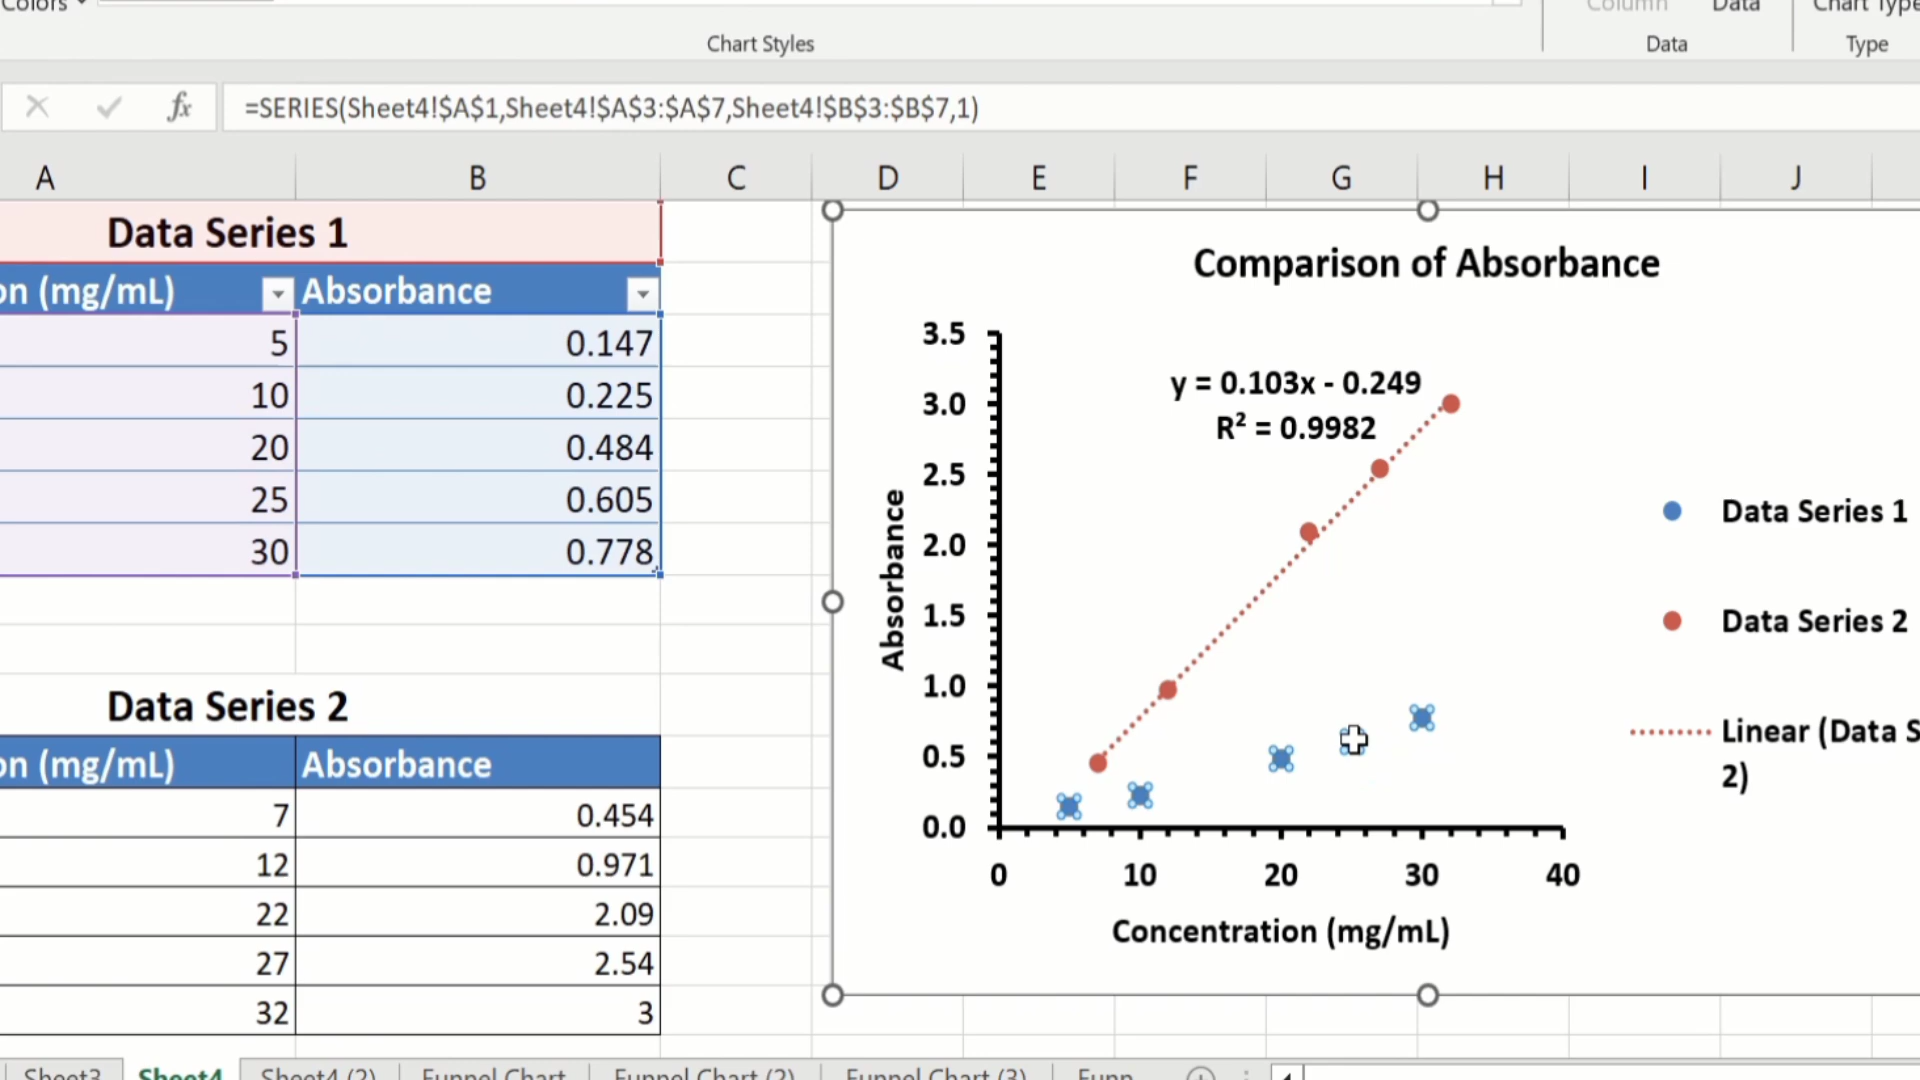 Colors
Column
Data
Chart Type
Chart Styles
Data
Type
fx
=SERIES(Sheet4!$A$1,Sheet4!$A$3:$A$7,Sheet4!$B$3:$B$7,1)
A B C D E F G H I J
Data Series 1
on (mg/mL) Absorbance
5 0.147
10 0.225
20 0.484
25 0.605
30 0.778
Data Series 2
on (mg/mL) Absorbance
7 0.454
12 0.971
22 2.09
27 2.54
32 3
Comparison of Absorbance
y = 0.103x - 0.249
R² = 0.9982
Absorbance
3.5
3.0
2.5
2.0
1.5
1.0
0.5
0.0
0 10 20 30 40
Concentration (mg/mL)
Data Series 1
Data Series 2
Linear (Data S
2)
Sheet3 Sheet4 Sheet4 (2) Funnel Chart Funnel Chart (2) Funnel Chart (3) Funn